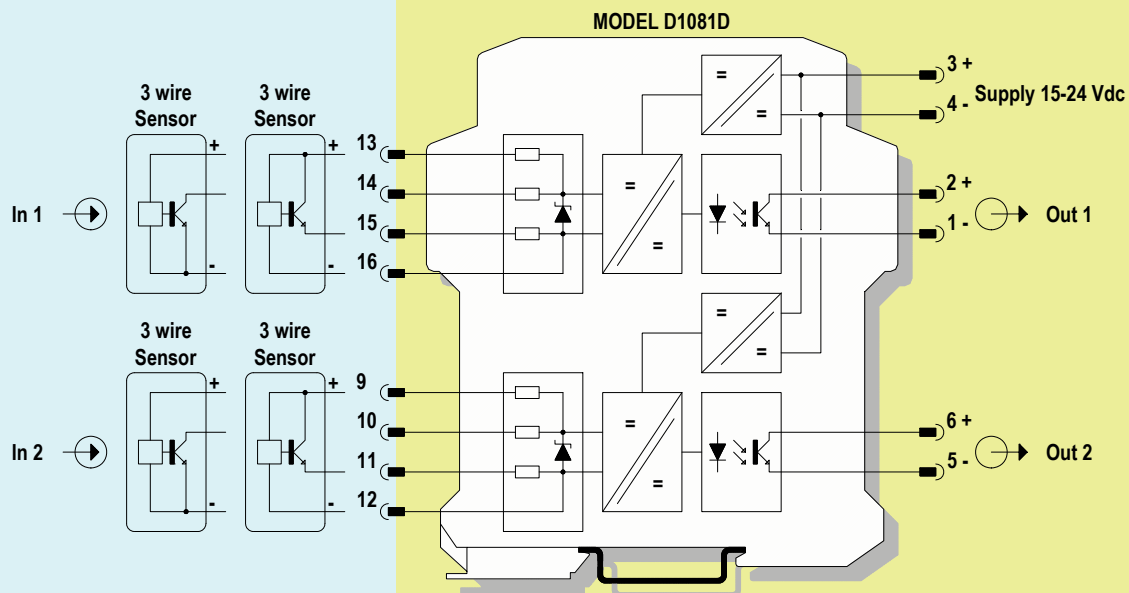 MODEL D1081D
3 +
Supply 15-24 Vdc
4 -
3 wire
Sensor
3 wire
Sensor
+
+
13
14
15
16
-
-
In 1
=
=
=
=
2 +
1 -
Out 1
3 wire
Sensor
3 wire
Sensor
+
+
9
10
11
12
-
-
In 2
=
=
=
=
6 +
5 -
Out 2